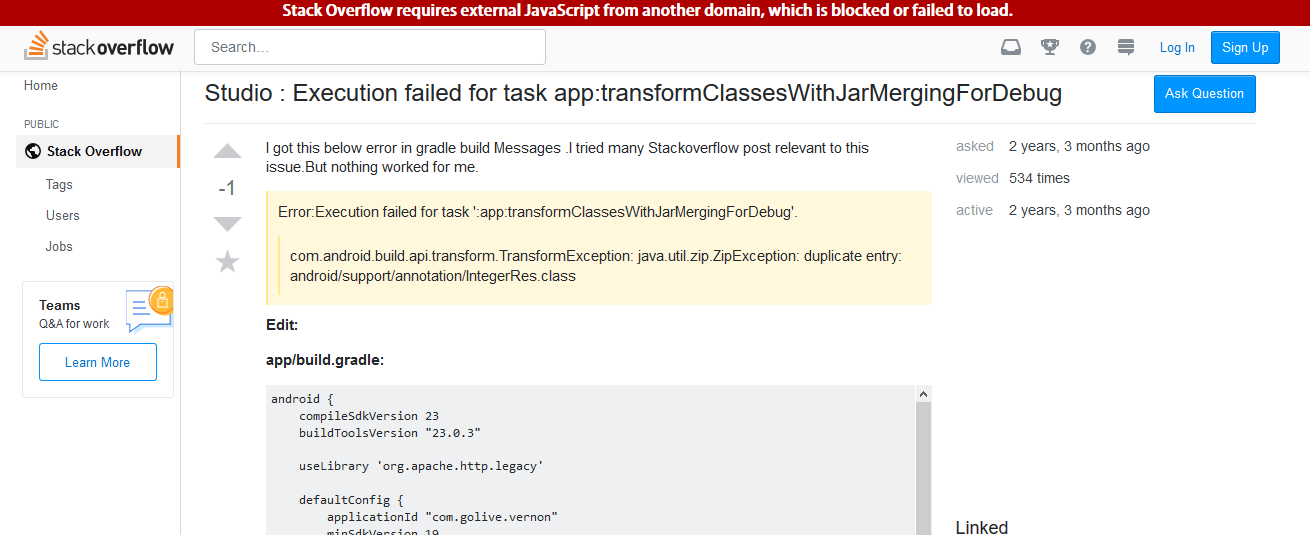 Stack Overflow requires external JavaScript from another domain, which is blocked or failed to load.
stackoverflow
Search...
Log In
Sign Up
Home
PUBLIC
Stack Overflow
Tags
Users
Jobs
Teams
Q&A for work
Learn More
Studio : Execution failed for task app:transformClassesWithJarMergingForDebug
Ask Question
-1
I got this below error in gradle build Messages .I tried many Stackoverflow post relevant to this
issue.But nothing worked for me.
Error:Execution failed for task ':app:transformClassesWithJarMergingForDebug'.
com.android.build.api.transform.TransformException: java.util.zip.ZipException: duplicate entry:
android/support/annotation/IntegerRes.class
Edit:
app/build.gradle:
android {
compileSdkVersion 23
buildToolsVersion "23.0.3"
useLibrary 'org.apache.http.legacy'
defaultConfig {
applicationId "com.golive.vernon"
minSdkVersion 19
asked 2 years, 3 months ago
viewed 534 times
active 2 years, 3 months ago
Linked